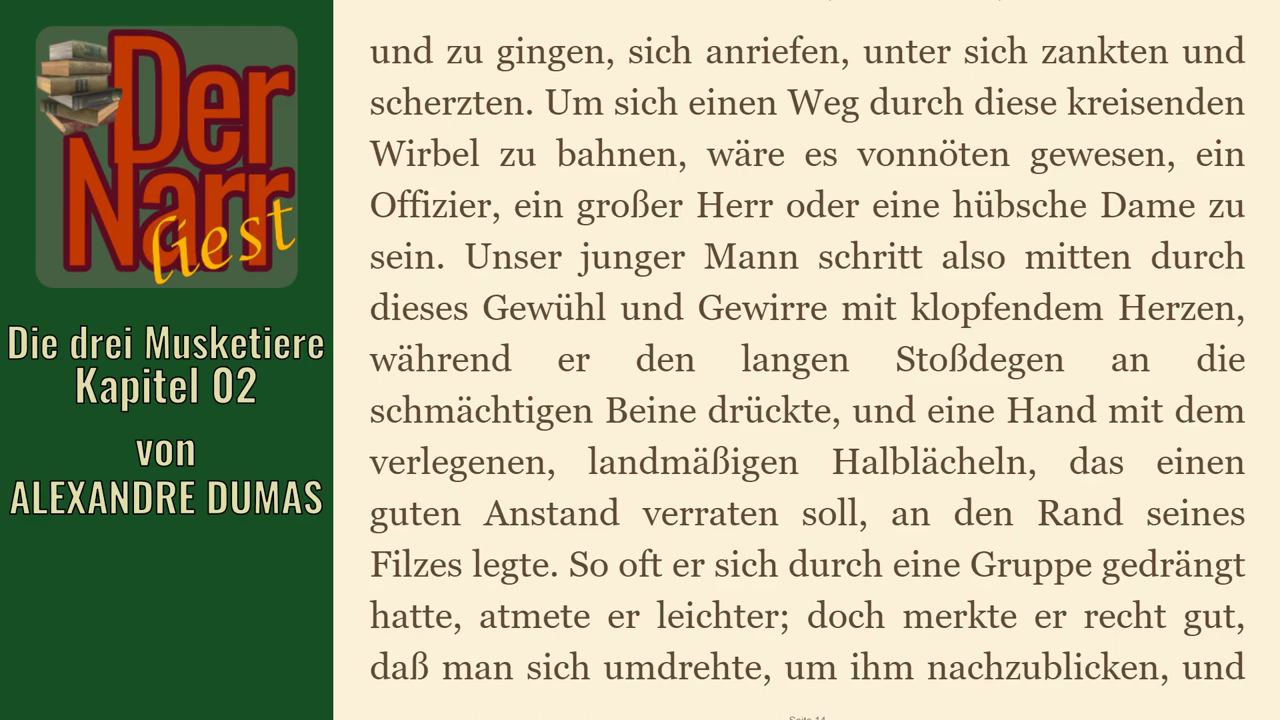 Der
Narr
liest
Die drei Musketiere
Kapitel 02
von
ALEXANDRE DUMAS
und zu gingen, sich anriefen, unter sich zankten und
scherzten. Um sich einen Weg durch diese kreisenden
Wirbel zu bahnen, wäre es vonnöten gewesen, ein
Offizier, ein großer Herr oder eine hübsche Dame zu
sein. Unser junger Mann schritt also mitten durch
dieses Gewühl und Gewirre mit klopfendem Herzen,
während er den langen Stoßdegen an die
schmächtigen Beine drückte, und eine Hand mit dem
verlegenen, landmäßigen Halblächeln, das einen
guten Anstand verraten soll, an den Rand seines
Filzes legte. So oft er sich durch eine Gruppe gedrängt
hatte, atmete er leichter; doch merkte er recht gut,
daß man sich umdrehte, um ihm nachzublicken, und